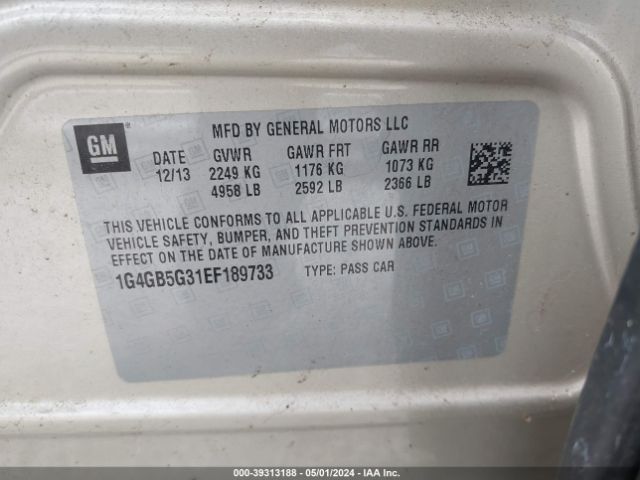 GM
MFD BY GENERAL MOTORS LLC
DATE GVWR GAWR FRT GAWR RR
12/13 2249 KG 1176 KG 1073 KG
4958 LB 2592 LB 2366 LB
THIS VEHICLE CONFORMS TO ALL APPLICABLE U.S. FEDERAL MOTOR
VEHICLE SAFETY, BUMPER, AND THEFT PREVENTION STANDARDS IN
EFFECT ON THE DATE OF MANUFACTURE SHOWN ABOVE.
1G4GB5G31EF189733 TYPE: PASS CAR
000-39313188 - 05/01/2024 - IAA Inc.